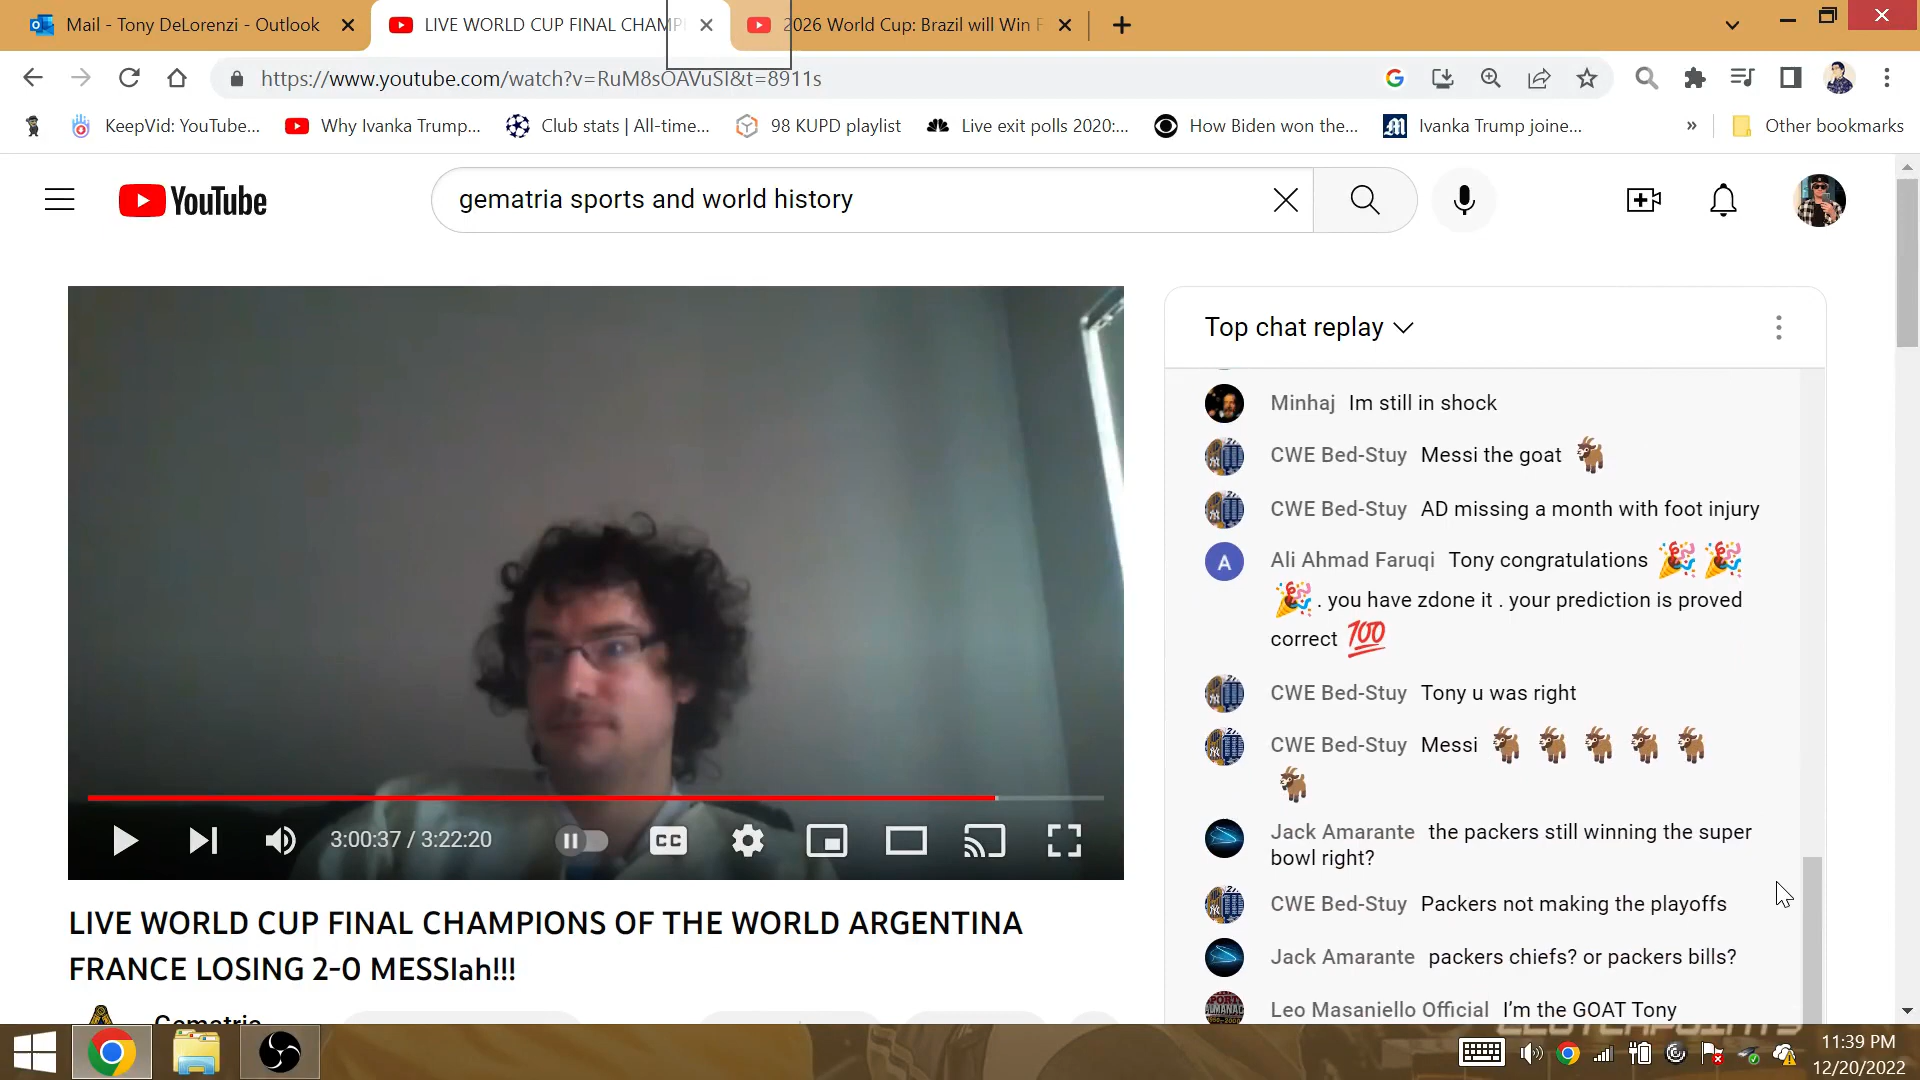 Mail - Tony DeLorenzi - Outlook
LIVE WORLD CUP FINAL CHAMP
2026 World Cup: Brazil will Win F
https://www.youtube.com/watch?v=RuM8sOAVuSI&t=8911s
KeepVid: YouTube...
Why Ivanka Trump...
Club stats | All-time...
98 KUPD playlist
Live exit polls 2020:...
How Biden won the...
Ivanka Trump joine...
»
Other bookmarks
YouTube
gematria sports and world history
Top chat replay
Minhaj Im still in shock
CWE Bed-Stuy Messi the goat 🐐
CWE Bed-Stuy AD missing a month with foot injury
A
Ali Ahmad Faruqi Tony congratulations 🎉 🎉
🎉 . you have zdone it . your prediction is proved
correct 💯
CWE Bed-Stuy Tony u was right
CWE Bed-Stuy Messi 🐐 🐐 🐐 🐐 🐐
🐐
Jack Amarante the packers still winning the super
bowl right?
CWE Bed-Stuy Packers not making the playoffs
Jack Amarante packers chiefs? or packers bills?
Leo Masaniello Official I'm the GOAT Tony
3:00:37 / 3:22:20
CC
LIVE WORLD CUP FINAL CHAMPIONS OF THE WORLD ARGENTINA
FRANCE LOSING 2-0 MESSIah!!!
Gematria
CLUTCHPOINTS
11:39 PM
12/20/2022